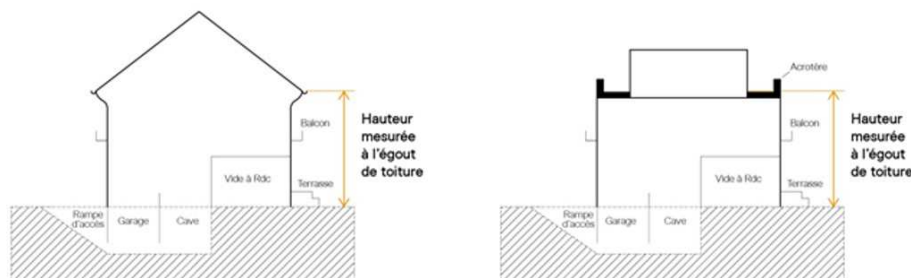 Balcon
Hauteur
mesurée
à l'égout
de toiture
Vide à Rdc
Terrasse
Rampe
d'accès
Garage
Cave
Acrotère
Balcon
Hauteur
mesurée
à l'égout
de toiture
Vide à Rdc
Terrasse
Rampe
d'accès
Garage
Cave